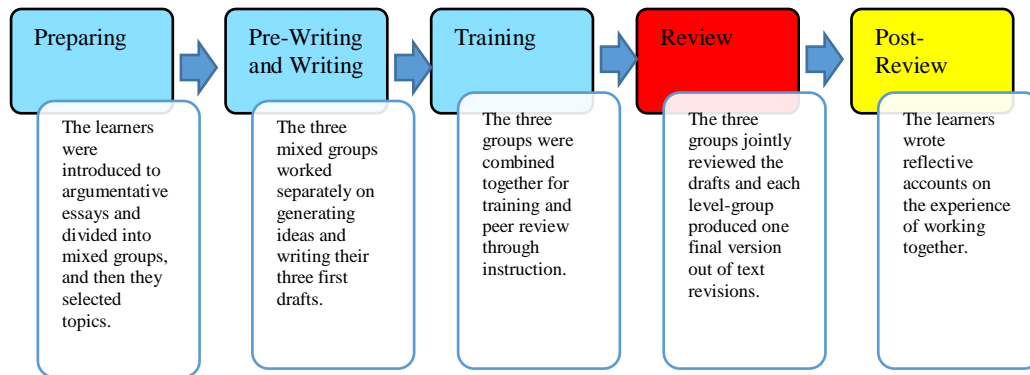 Preparing
The learners
were
introduced to
argumentative
essays and
divided into
mixed groups,
and then they
selected
topics.
Pre-Writing
and Writing
The three
mixed groups
worked
separately on
generating
ideas and
writing their
three first
drafts.
Training
The three
groups were
combined
together for
training and
peer review
through
instruction.
Review
The three
groups jointly
reviewed the
drafts and each
level-group
produced one
final version
out of text
revisions.
Post-
Review
The learners
wrote
reflective
accounts on
the experience
of working
together.